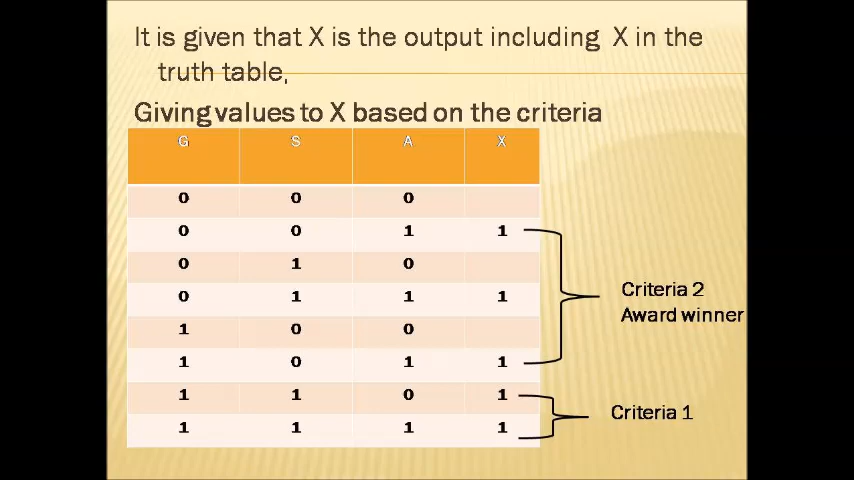 It is given that X is the output including X in the
truth table,
Giving values to X based on the criteria
G S A X
0 0 0
0 0 1 1
0 1 0
0 1 1 1
1 0 0
1 0 1 1
1 1 0 1
1 1 1 1
Criteria 2
Award winner
Criteria 1